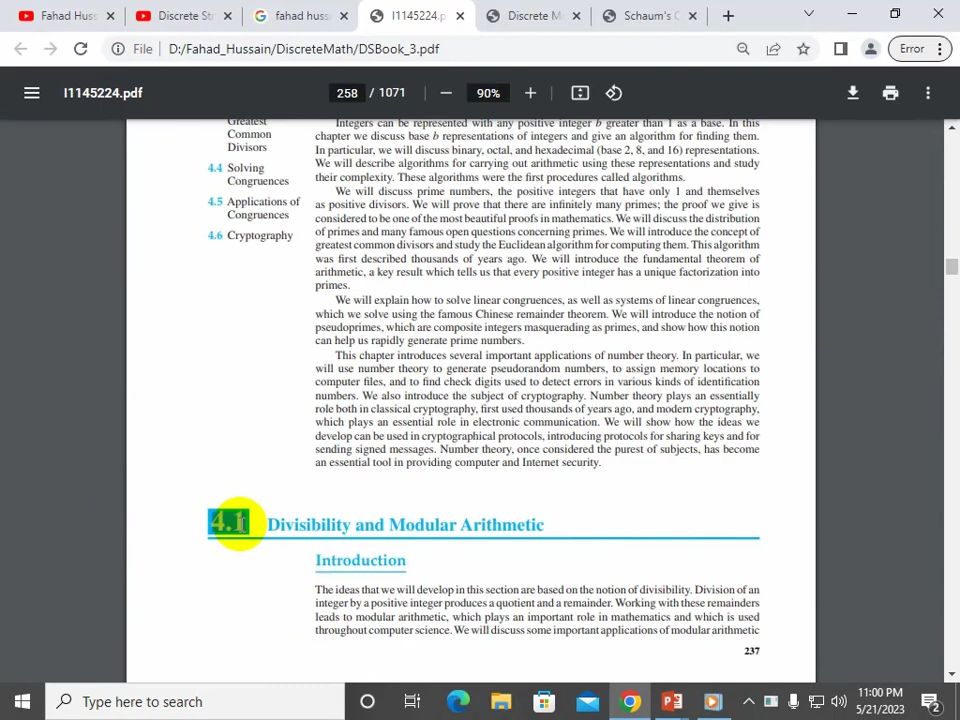 Fahad Huss
Discrete St
fahad huss
I1145224.p
Discrete M
Schaum's C
File
D:/Fahad_Hussain/DiscreteMath/DSBook_3.pdf
Error
I1145224.pdf
258 / 1071
90%
Greatest
Common
Divisors
4.4 Solving
Congruences
4.5 Applications of
Congruences
4.6 Cryptography
Integers can be represented with any positive integer b greater than 1 as a base. In this
chapter we discuss base b representations of integers and give an algorithm for finding them.
In particular, we will discuss binary, octal, and hexadecimal (base 2, 8, and 16) representations.
We will describe algorithms for carrying out arithmetic using these representations and study
their complexity. These algorithms were the first procedures called algorithms.
We will discuss prime numbers, the positive integers that have only 1 and themselves
as positive divisors. We will prove that there are infinitely many primes; the proof we give is
considered to be one of the most beautiful proofs in mathematics. We will discuss the distribution
of primes and many famous open questions concerning primes. We will introduce the concept of
greatest common divisors and study the Euclidean algorithm for computing them. This algorithm
was first described thousands of years ago. We will introduce the fundamental theorem of
arithmetic, a key result which tells us that every positive integer has a unique factorization into
primes.
We will explain how to solve linear congruences, as well as systems of linear congruences,
which we solve using the famous Chinese remainder theorem. We will introduce the notion of
pseudoprimes, which are composite integers masquerading as primes, and show how this notion
can help us rapidly generate prime numbers.
This chapter introduces several important applications of number theory. In particular, we
will use number theory to generate pseudorandom numbers, to assign memory locations to
computer files, and to find check digits used to detect errors in various kinds of identification
numbers. We also introduce the subject of cryptography. Number theory plays an essentially
role both in classical cryptography, first used thousands of years ago, and modern cryptography,
which plays an essential role in electronic communication. We will show how the ideas we
develop can be used in cryptographical protocols, introducing protocols for sharing keys and for
sending signed messages. Number theory, once considered the purest of subjects, has become
an essential tool in providing computer and Internet security.
4.1 Divisibility and Modular Arithmetic
Introduction
The ideas that we will develop in this section are based on the notion of divisibility. Division of an
integer by a positive integer produces a quotient and a remainder. Working with these remainders
leads to modular arithmetic, which plays an important role in mathematics and which is used
throughout computer science. We will discuss some important applications of modular arithmetic
237
Type here to search
11:00 PM
5/21/2023
2